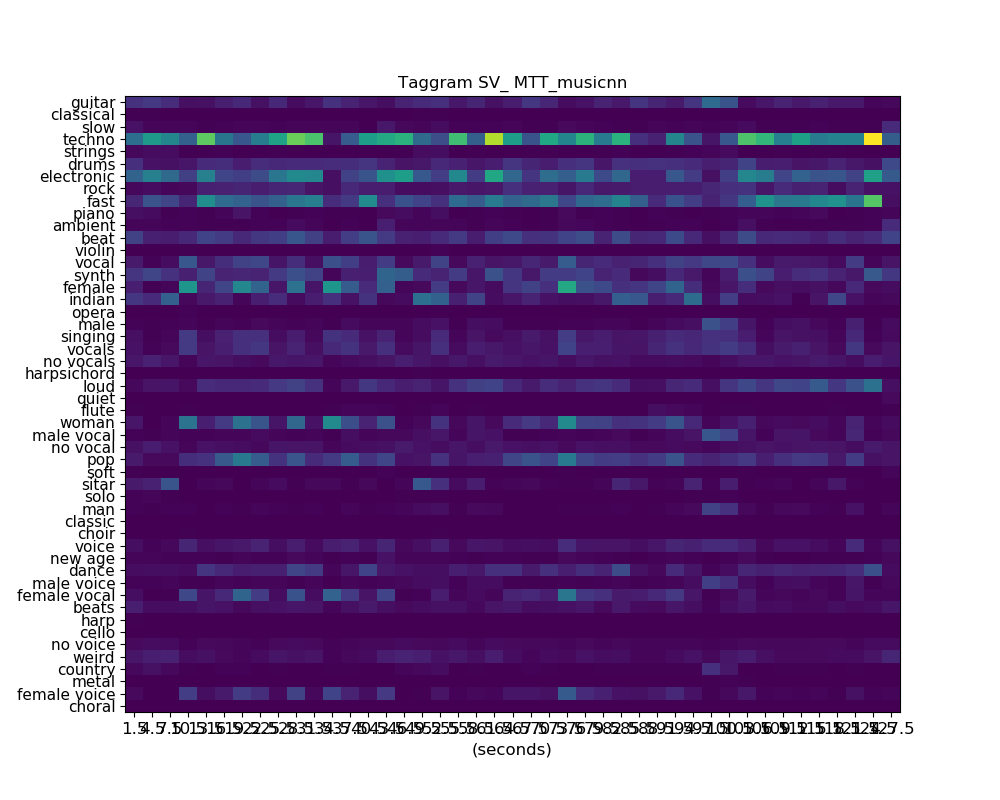 Taggram SV_ MTT_musicnn
guitar
classical
slow
techno
strings
drums
electronic
rock
fast
piano
ambient
beat
violin
vocal
synth
female
indian
opera
male
singing
vocals
no vocals
harpsichord
loud
quiet
flute
woman
male vocal
no vocal
pop
soft
sitar
solo
man
classic
choir
voice
new age
dance
male voice
female vocal
beats
harp
cello
no voice
weird
country
metal
female voice
choral
(seconds)